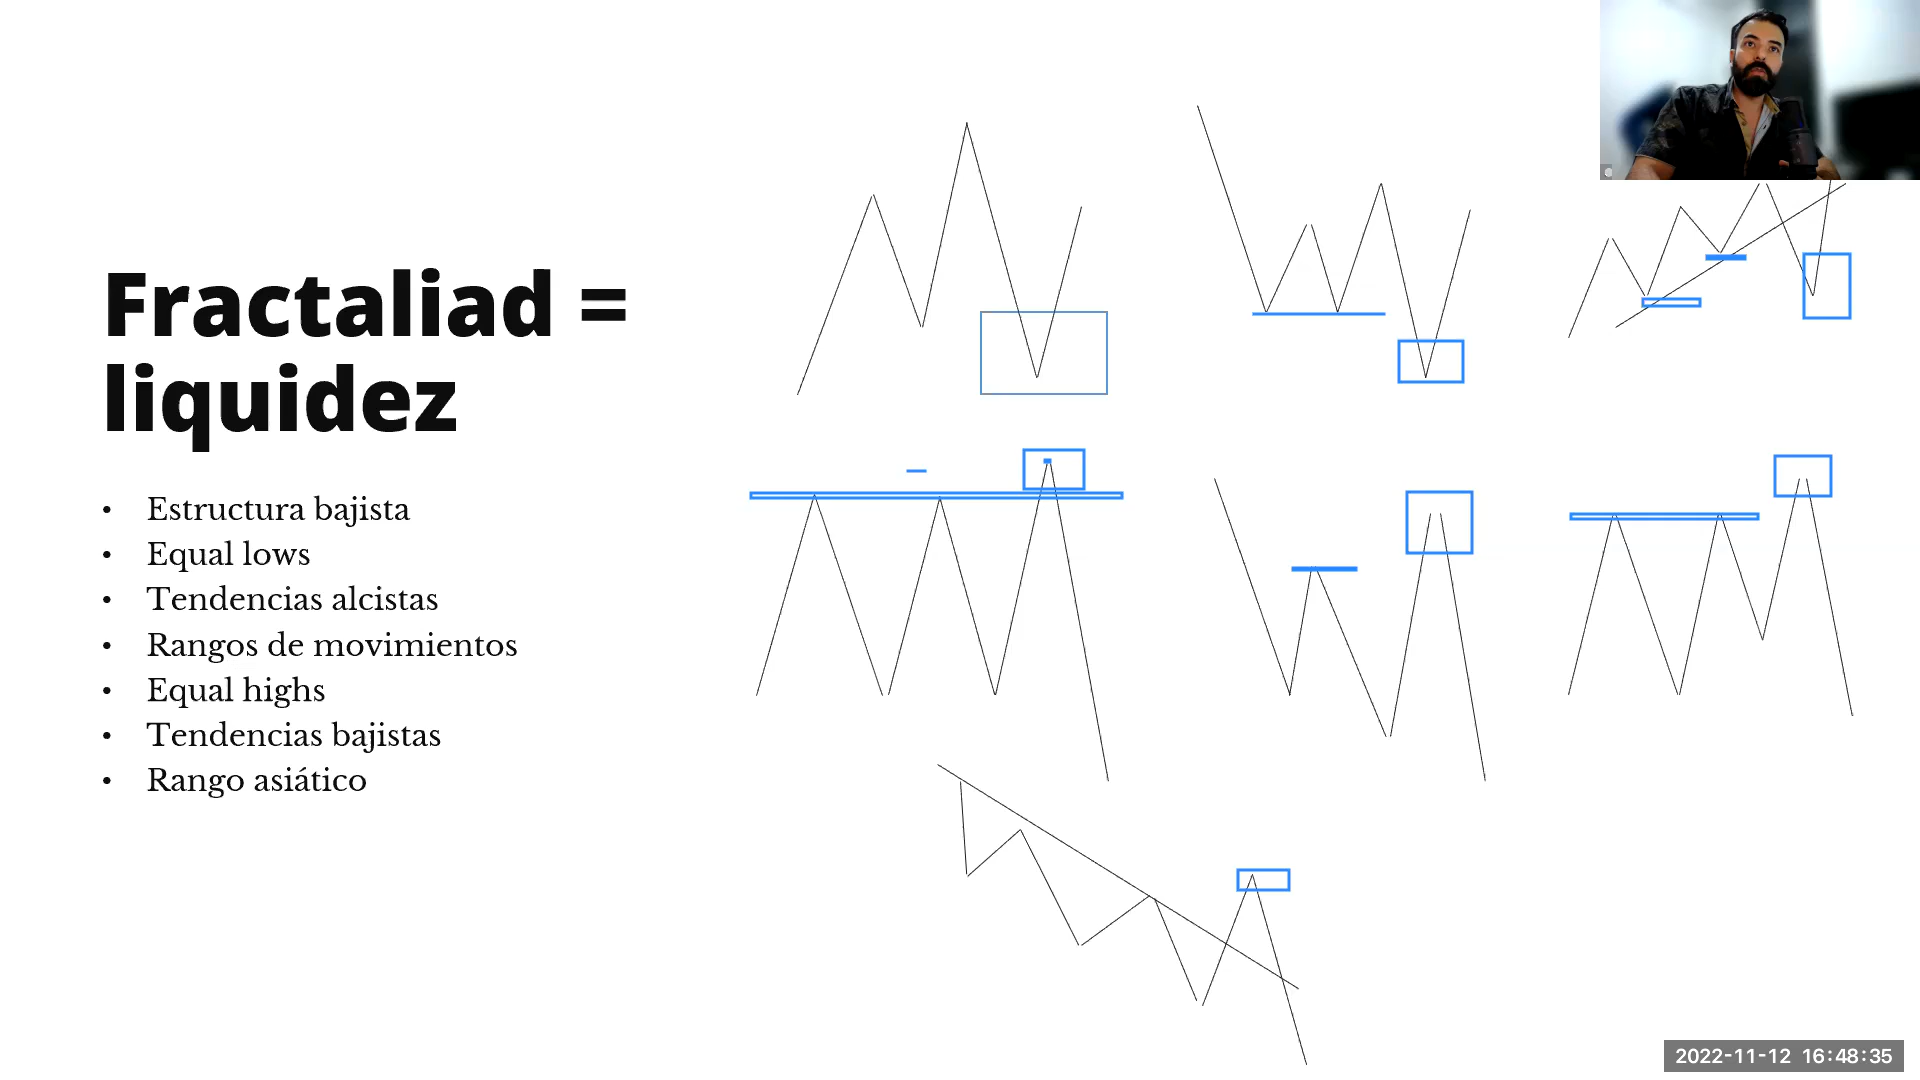 Fractaliad =
liquidez
• Estructura bajista
• Equal lows
• Tendencias alcistas
• Rangos de movimientos
• Equal highs
• Tendencias bajistas
• Rango asiático
2022-11-12 16:48:35